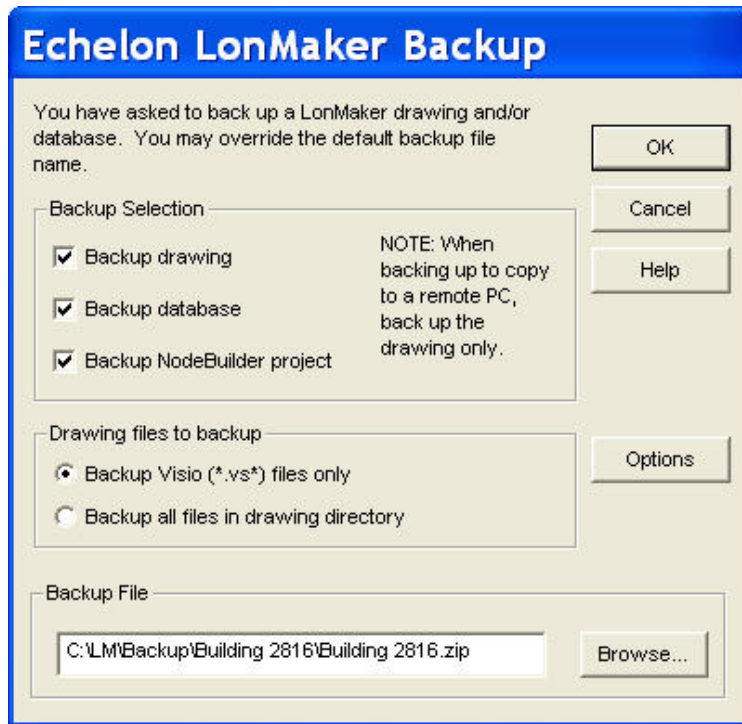 Echelon LonMaker Backup
You have asked to back up a LonMaker drawing and/or
database. You may override the default backup file
name.
OK
Cancel
Help
Backup Selection
Backup drawing
Backup database
Backup NodeBuilder project
NOTE: When
backing up to copy
to a remote PC,
back up the
drawing only.
Drawing files to backup
Backup Visio (*.vs*) files only
Backup all files in drawing directory
Options
Backup File
C:\LM\Backup\Building 2816\Building 2816.zip
Browse...